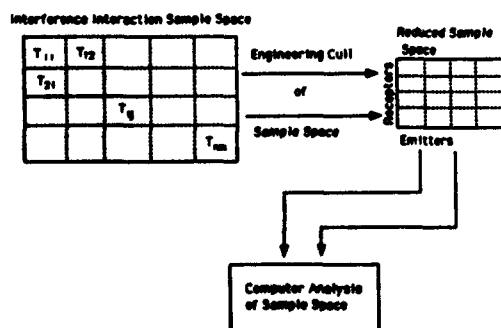 Interference Interaction Sample Space
Reduced Sample
Space
T11 T12
T21
Tij
Tnm
Engineering Cull
of
Sample Space
Receptors
Emitters
Computer Analysis
of Sample Space